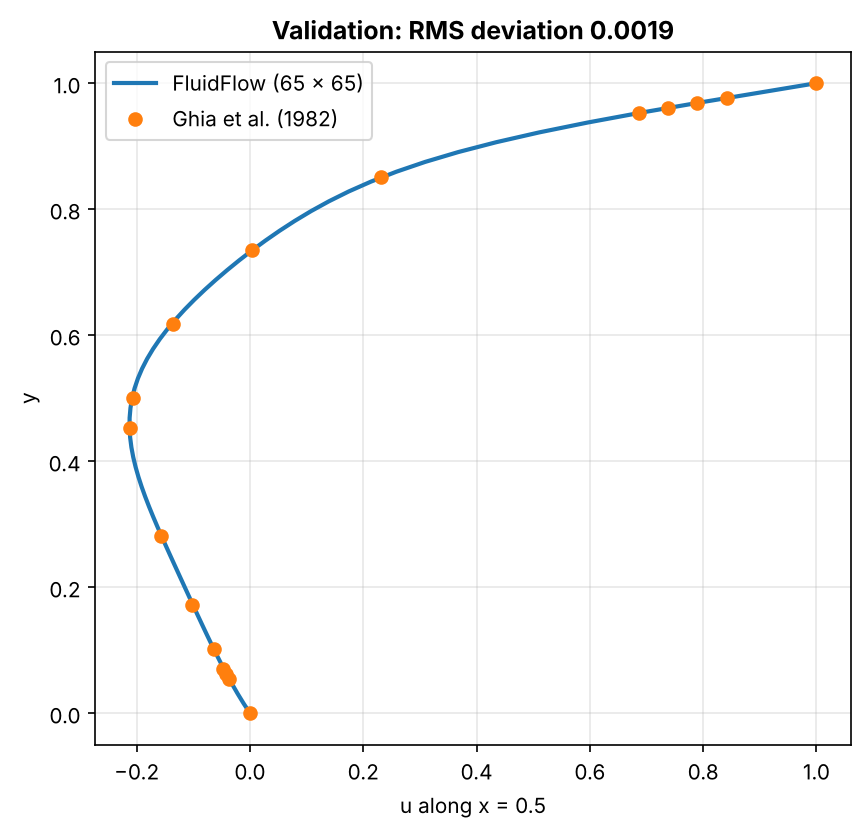 Validation: RMS deviation 0.0019
FluidFlow (65 × 65)
Ghia et al. (1982)
1.0
0.8
0.6
0.4
0.2
0.0
y
−0.2
0.0
0.2
0.4
0.6
0.8
1.0
u along x = 0.5